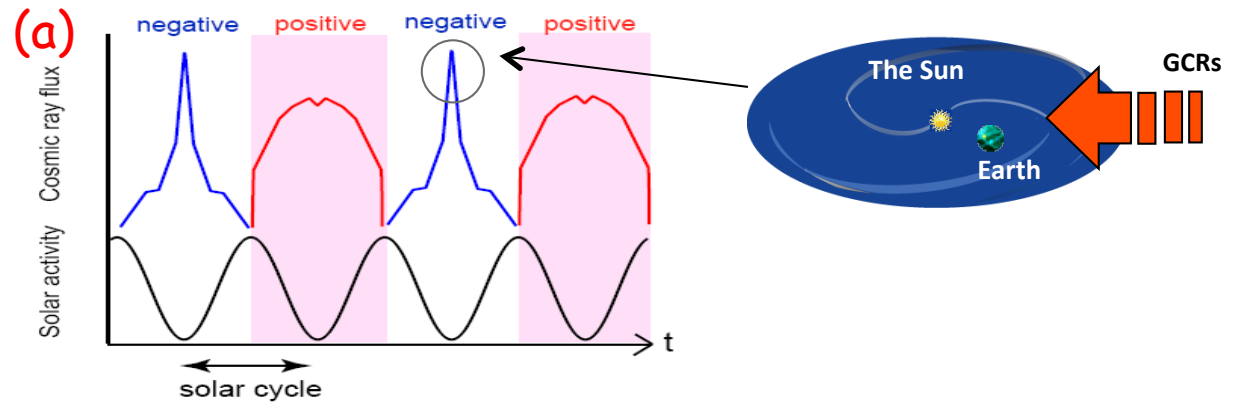 (a)
negative positive negative positive
Cosmic ray flux
Solar activity
t
solar cycle
The Sun
Earth
GCRs